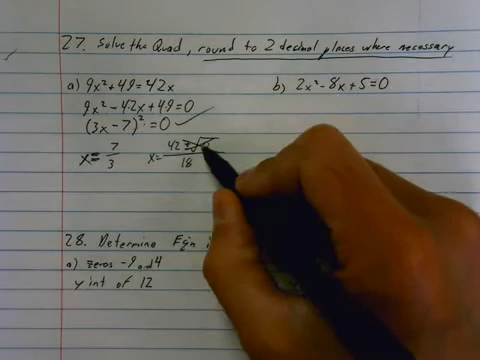 27. Solve the Quad, round to 2 decimal places where necessary
a) 9x² + 49 = 42x
b) 2x² - 8x + 5 = 0
9x² - 42x + 49 = 0
(3x - 7)² = 0
x = 7/3 x = 42 ± √0 / 18
28. Determine Eqn
a) zeros -9 and 4
y int of 12